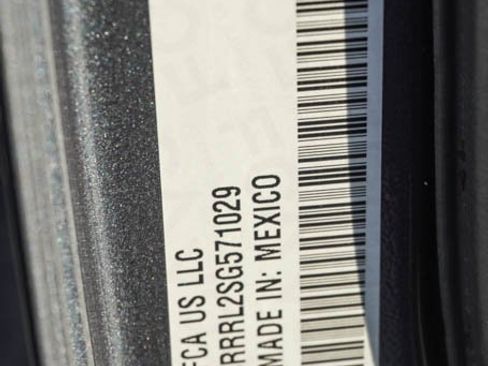 FCA US LLC
RRRL2SG571029
MADE IN: MEXICO